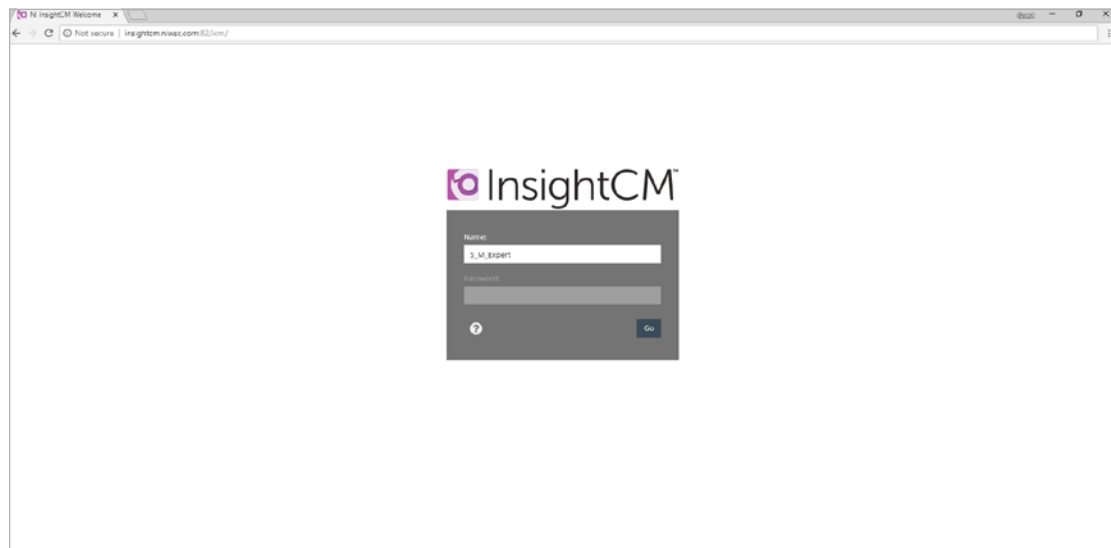 NI InsightCM Welcome
Not secure | insightcm.niwsc.com:82/icm/
InsightCM™
Name:
S_M_Expert
Password:
Go